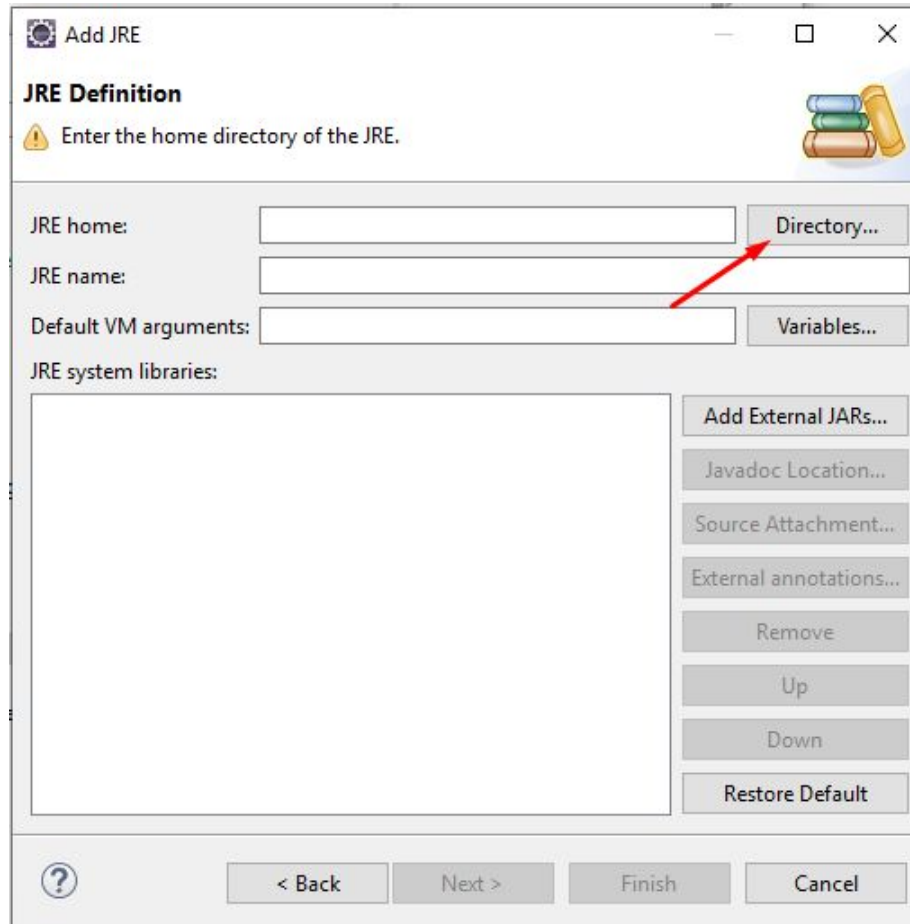 Add JRE
JRE Definition
Enter the home directory of the JRE.
JRE home:
Directory...
JRE name:
Default VM arguments:
Variables...
JRE system libraries:
Add External JARs...
Javadoc Location...
Source Attachment...
External annotations...
Remove
Up
Down
Restore Default
?
< Back
Next >
Finish
Cancel